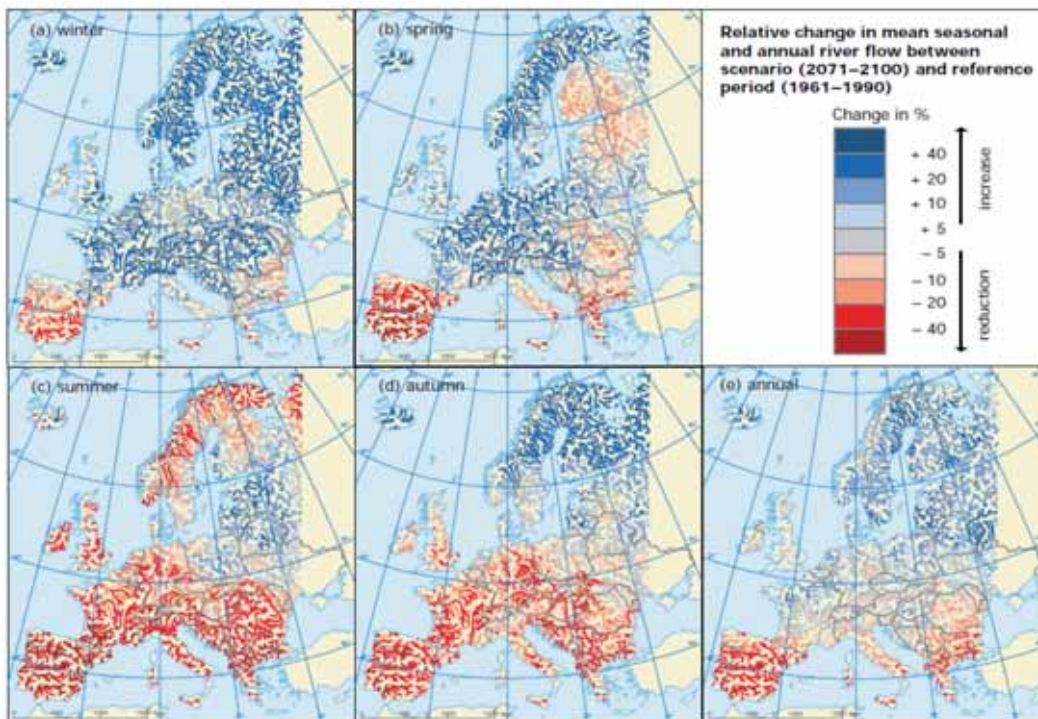 (a) winter
(b) spring
Relative change in mean seasonal
and annual river flow between
scenario (2071–2100) and reference
period (1961–1990)
Change in %
+ 40
+ 20
+ 10
+ 5
− 5
− 10
− 20
− 40
increase
reduction
(c) summer
(d) autumn
(e) annual